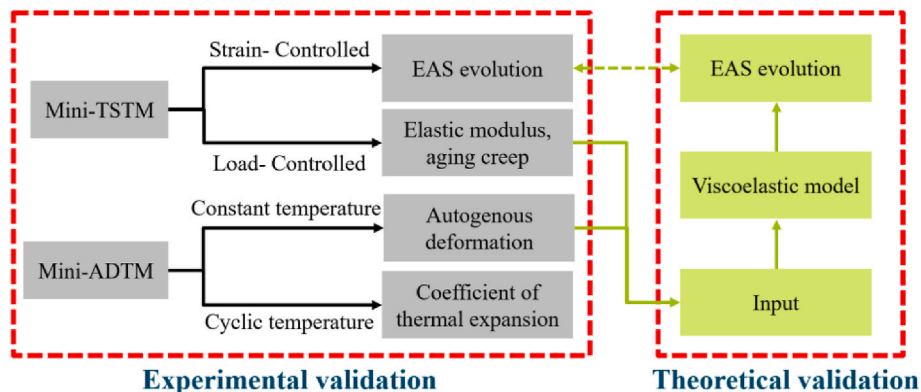 Strain- Controlled
EAS evolution
EAS evolution
Mini-TSTM
Elastic modulus,
aging creep
Load- Controlled
Viscoelastic model
Constant temperature
Autogenous
deformation
Mini-ADTM
Coefficient of
thermal expansion
Cyclic temperature
Input
Experimental validation
Theoretical validation